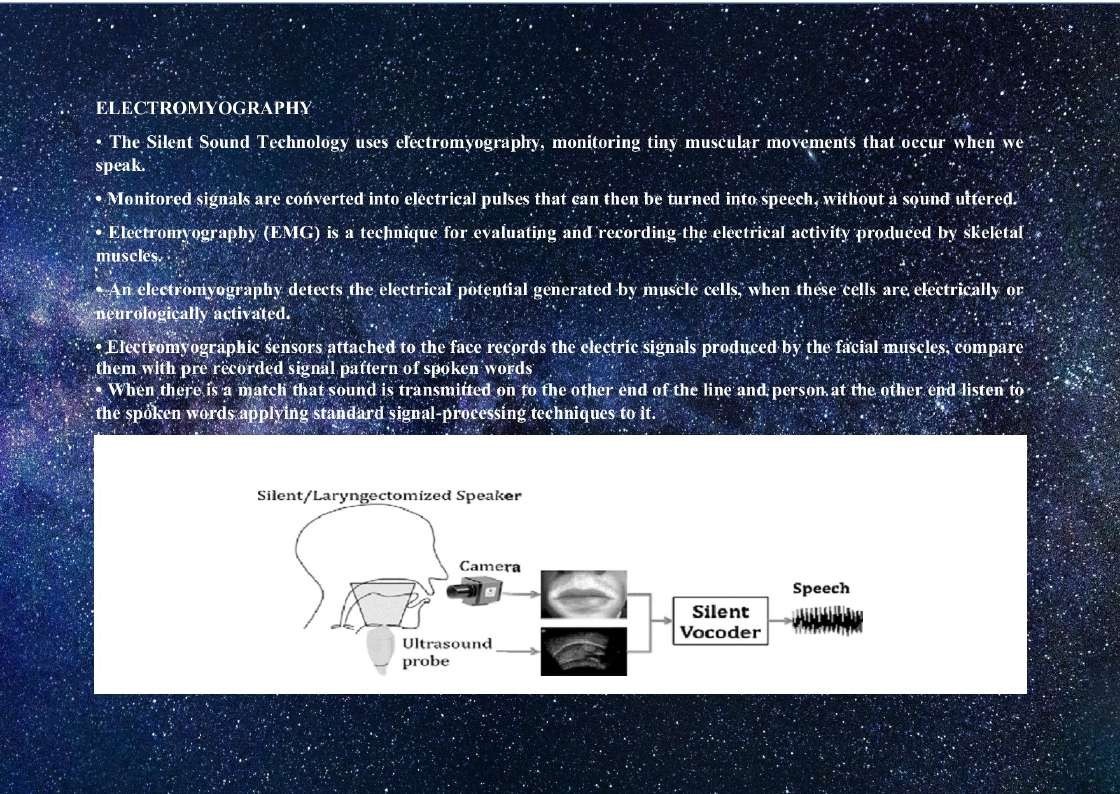 ELECTROMYOGRAPHY
• The Silent Sound Technology uses electromyography, monitoring tiny muscular movements that occur when we
speak.
• Monitored signals are converted into electrical pulses that can then be turned into speech, without a sound uttered.
• Electromyography (EMG) is a technique for evaluating and recording the electrical activity produced by skeletal
muscles.
• An electromyography detects the electrical potential generated by muscle cells, when these cells are electrically or
neurologically activated.
• Electromyographic sensors attached to the face records the electric signals produced by the facial muscles, compare
them with pre recorded signal pattern of spoken words
• When there is a match that sound is transmitted on to the other end of the line and person at the other end listen to
the spoken words applying standard signal-processing techniques to it.
Silent/Laryngectomized Speaker
Camera
Speech
Silent
Vocoder
Ultrasound
probe